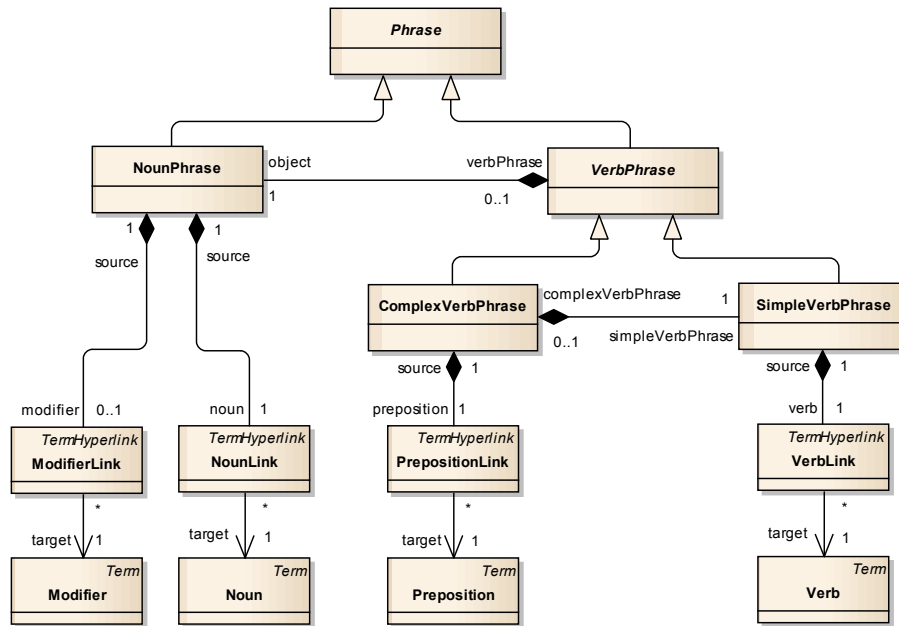 Phrase
NounPhrase
object
verbPhrase
VerbPhrase
1
0..1
1
1
source
source
ComplexVerbPhrase
complexVerbPhrase
1
SimpleVerbPhrase
0..1
simpleVerbPhrase
source
1
source
1
modifier
0..1
noun
1
preposition
1
verb
1
TermHyperlink
ModifierLink
TermHyperlink
NounLink
TermHyperlink
PrepositionLink
TermHyperlink
VerbLink
*
*
*
*
target
1
target
1
target
1
target
1
Term
Modifier
Term
Noun
Term
Preposition
Term
Verb